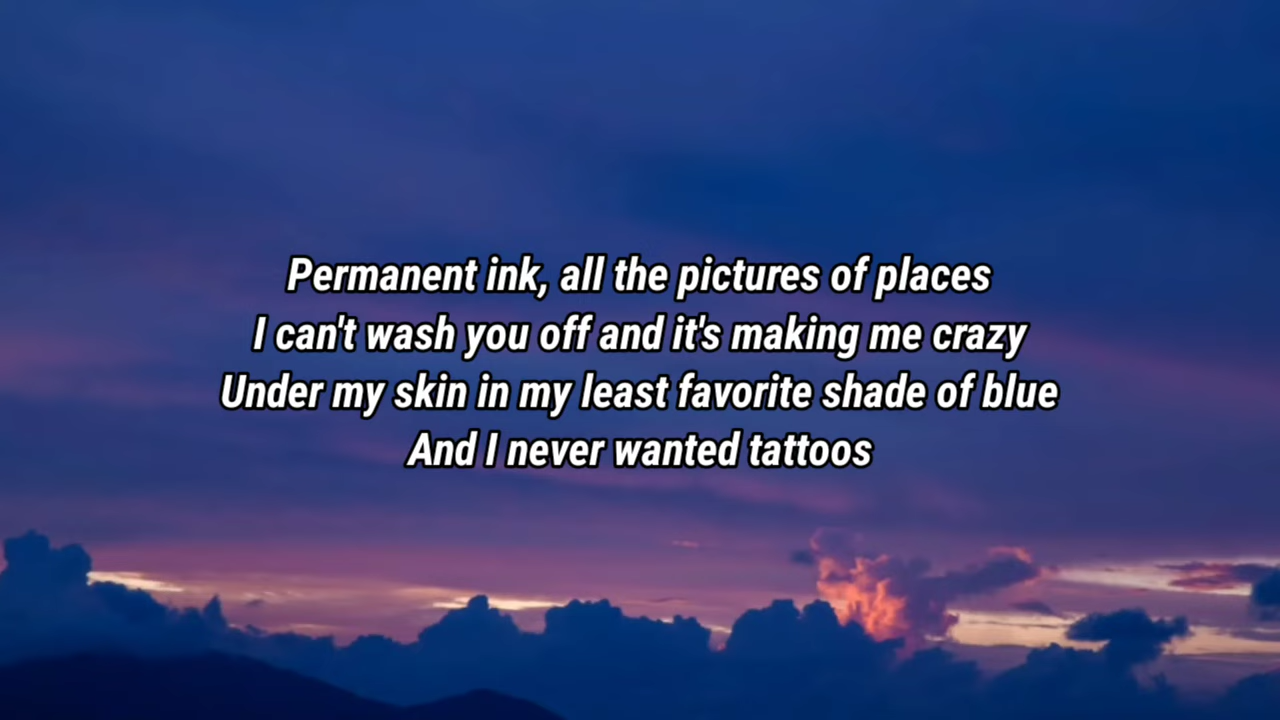 Permanent ink, all the pictures of places
I can't wash you off and it's making me crazy
Under my skin in my least favorite shade of blue
And I never wanted tattoos